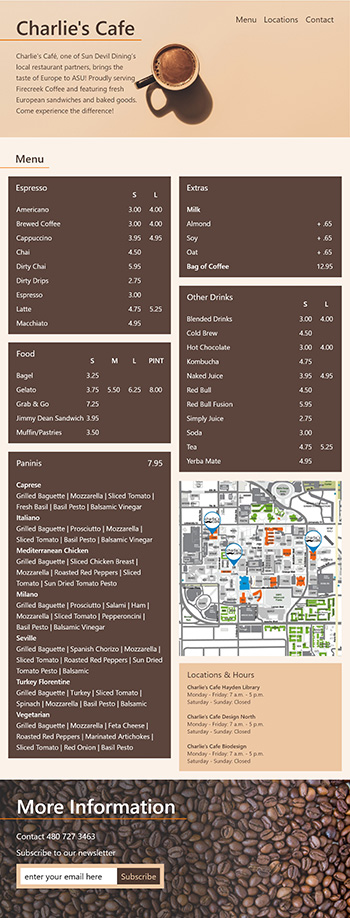 Charlie's Cafe
Menu Locations Contact
Charlie's Café, one of Sun Devil Dining's
local restaurant partners, brings the
taste of Europe to ASU! Proudly serving
Firecreek Coffee and featuring fresh
European sandwiches and baked goods.
Come experience the difference!
Menu
Espresso
S L
Americano 3.00 4.00
Brewed Coffee 3.00 4.00
Cappuccino 3.95 4.95
Chai 4.50
Dirty Chai 5.95
Dirty Drips 2.75
Espresso 3.00
Latte 4.75 5.25
Macchiato 4.95
Food
S M L PINT
Bagel 3.25
Gelato 3.75 5.50 6.25 8.00
Grab & Go 7.25
Jimmy Dean Sandwich 3.95
Muffin/Pastries 3.50
Paninis 7.95
Caprese
Grilled Baguette | Mozzarella | Sliced Tomato |
Fresh Basil | Basil Pesto | Balsamic Vinegar
Italiano
Grilled Baguette | Prosciutto | Mozzarella |
Sliced Tomato | Basil Pesto | Balsamic Vinegar
Mediterranean Chicken
Grilled Baguette | Sliced Chicken Breast |
Mozzarella | Roasted Red Peppers | Sliced
Tomato | Sun Dried Tomato Pesto
Milano
Grilled Baguette | Prosciutto | Salami | Ham |
Mozzarella | Sliced Tomato | Pepperoncini |
Basil Pesto | Balsamic Vinegar
Seville
Grilled Baguette | Spanish Chorizo | Mozzarella |
Sliced Tomato | Roasted Red Peppers | Sun Dried
Tomato Pesto | Balsamic
Turkey Florentine
Grilled Baguette | Turkey | Sliced Tomato |
Spinach | Mozzarella | Basil Pesto | Balsamic
Vegetarian
Grilled Baguette | Mozzarella | Feta Cheese |
Roasted Red Peppers | Marinated Artichokes |
Sliced Tomato | Red Onion | Basil Pesto
Extras
Milk
Almond + .65
Soy + .65
Oat + .65
Bag of Coffee 12.95
Other Drinks
S L
Blended Drinks 3.00 4.00
Cold Brew 4.50
Hot Chocolate 3.00 4.00
Kombucha 4.75
Naked Juice 3.95 4.95
Red Bull 4.50
Red Bull Fusion 5.95
Simply Juice 2.75
Soda 3.00
Tea 4.75 5.25
Yerba Mate 4.95
Locations & Hours
Charlie's Cafe Hayden Library
Monday - Friday: 7 a.m. - 5 p.m.
Saturday - Sunday: Closed
Charlie's Cafe Design North
Monday - Friday: 7 a.m. - 5 p.m.
Saturday - Sunday: Closed
Charlie's Cafe Biodesign
Monday - Friday: 7 a.m. - 5 p.m.
Saturday - Sunday: Closed
More Information
Contact 480 727 3463
Subscribe to our newsletter
enter your email here Subscribe